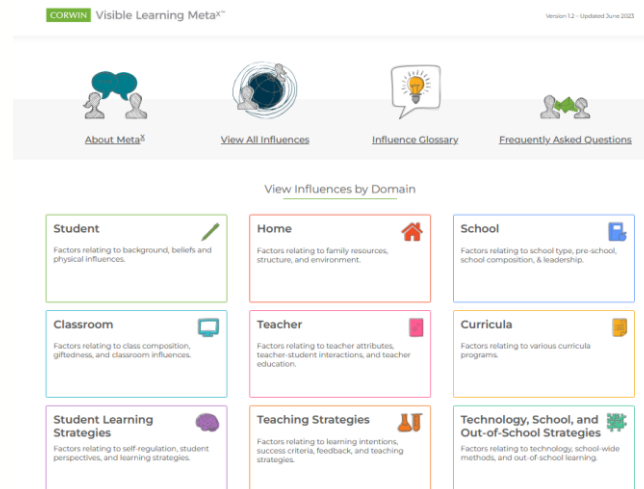 CORWIN Visible Learning Metaˣ™
Version 1.2 - Updated June 2023
About Metaˣ
View All Influences
Influence Glossary
Frequently Asked Questions
View Influences by Domain
Student
Factors relating to background, beliefs and
physical influences.
Home
Factors relating to family resources,
structure, and environment.
School
Factors relating to school type, pre-school,
school composition, & leadership.
Classroom
Factors relating to class composition,
giftedness, and classroom influences.
Teacher
Factors relating to teacher attributes,
teacher-student interactions, and teacher
education.
Curricula
Factors relating to various curricula
programs.
Student Learning
Strategies
Factors relating to self-regulation, student
perspectives, and learning strategies.
Teaching Strategies
Factors relating to learning intentions,
success criteria, feedback, and teaching
strategies.
Technology, School, and
Out-of-School Strategies
Factors relating to technology, school-wide
methods, and out-of-school learning.